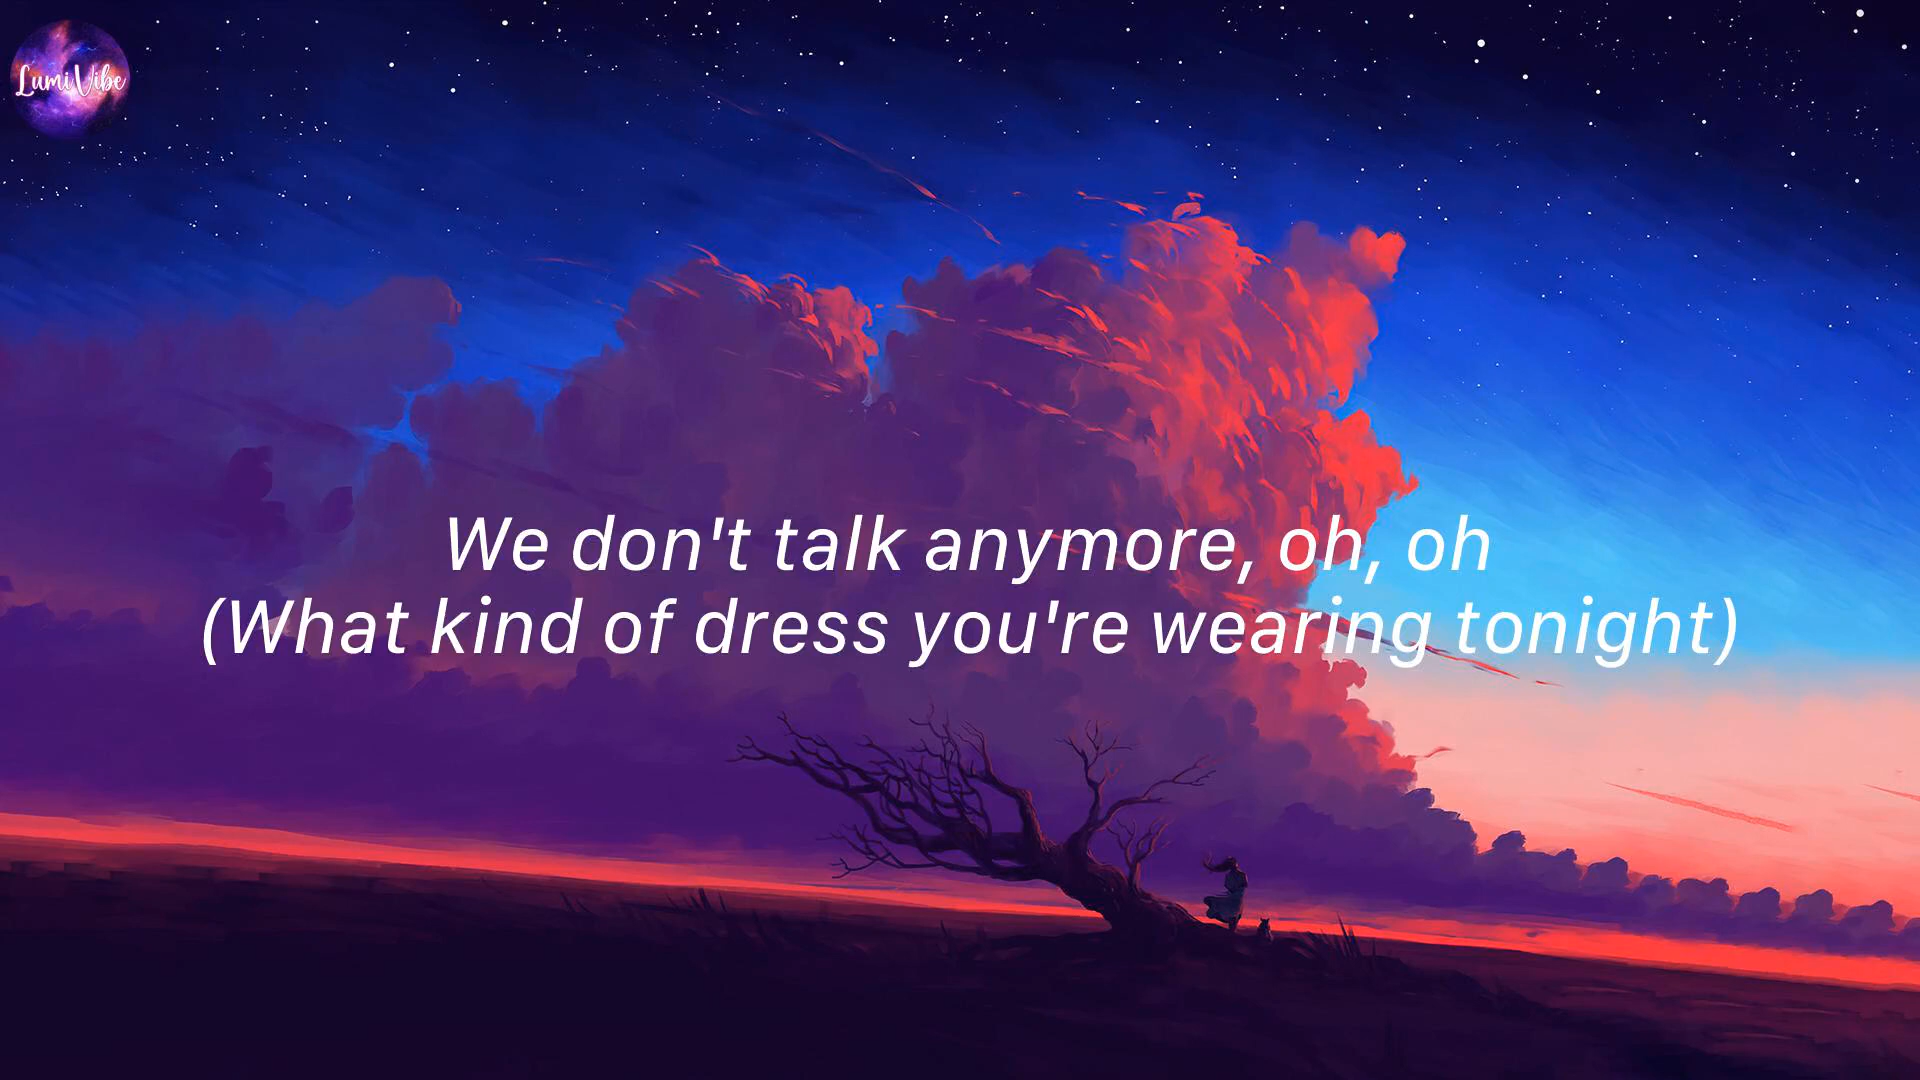 LumiVibe
We don't talk anymore, oh, oh
(What kind of dress you're wearing tonight)